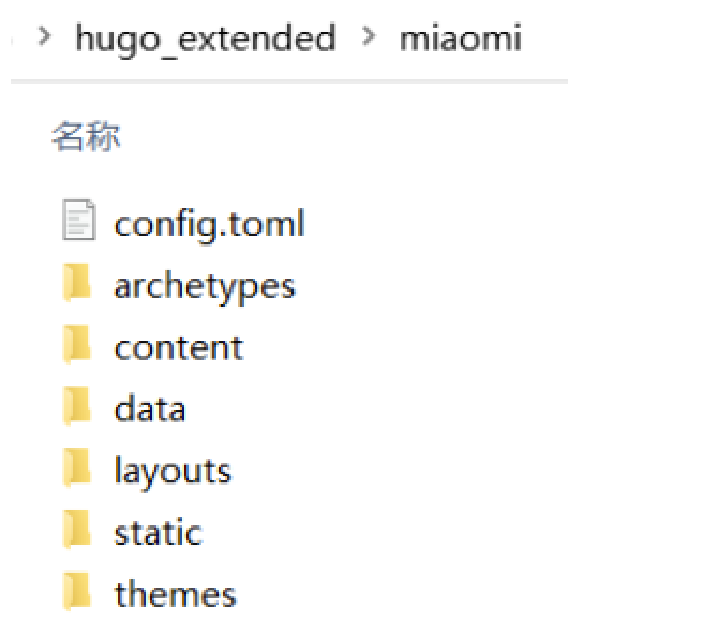 > hugo_extended > miaomi
名称
config.toml
archetypes
content
data
layouts
static
themes